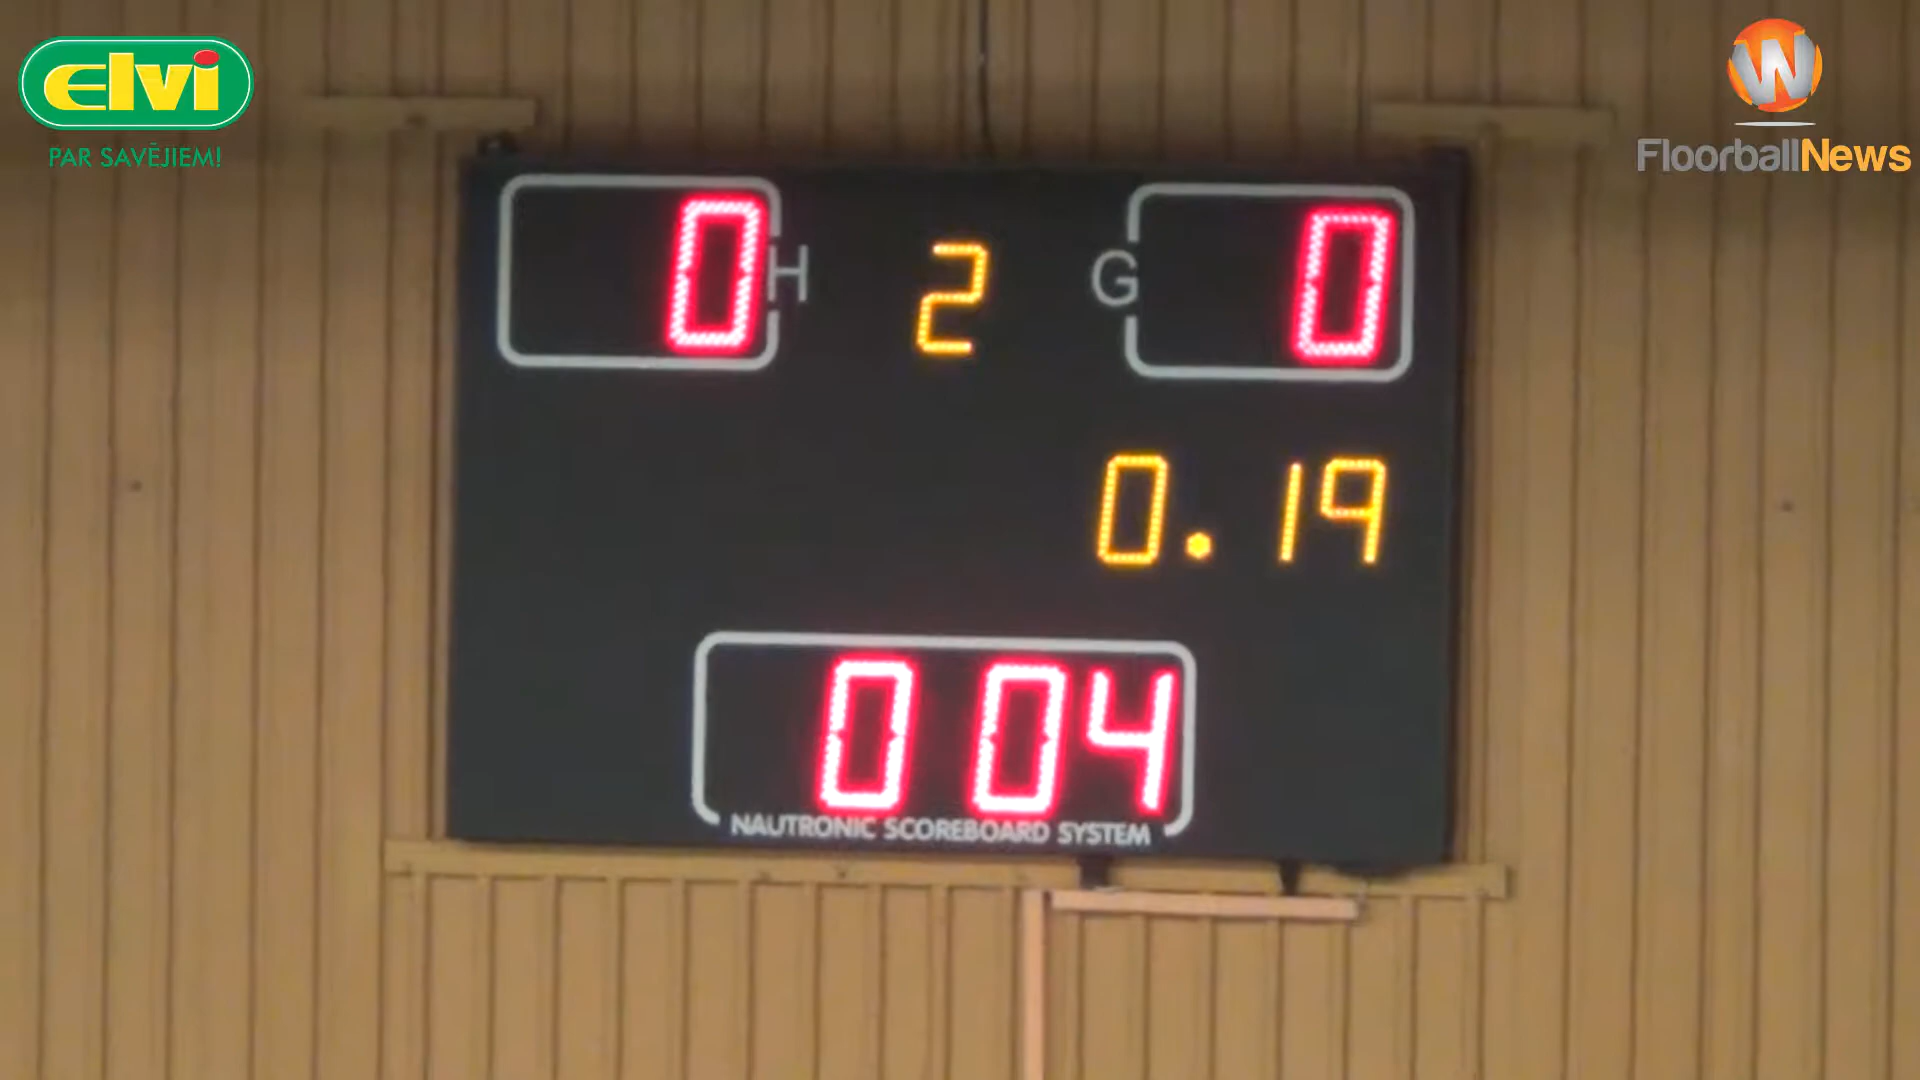 elvi
PAR SAVĒJIEM!
W
FloorballNews
0 H 2 G 0
0.19
0 04
NAUTRONIC SCOREBOARD SYSTEM